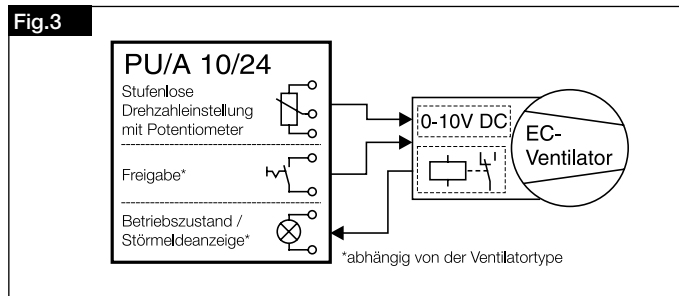 Fig.3
PU/A 10/24
Stufenlose
Drehzahleinstellung
mit Potentiometer
Freigabe*
Betriebszustand /
Störmeldeanzeige*
0-10V DC
EC-
Ventilator
*abhängig von der Ventilatortype